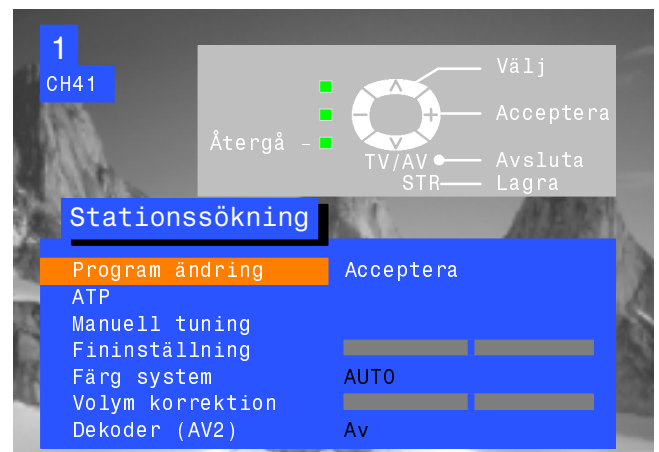 1
CH41
Välj
Acceptera
Återgå –
TV/AV Avsluta
STR Lagra
Stationssökning
Program ändring Acceptera
ATP
Manuell tuning
Fininställning
Färg system AUTO
Volym korrektion
Dekoder (AV2) Av